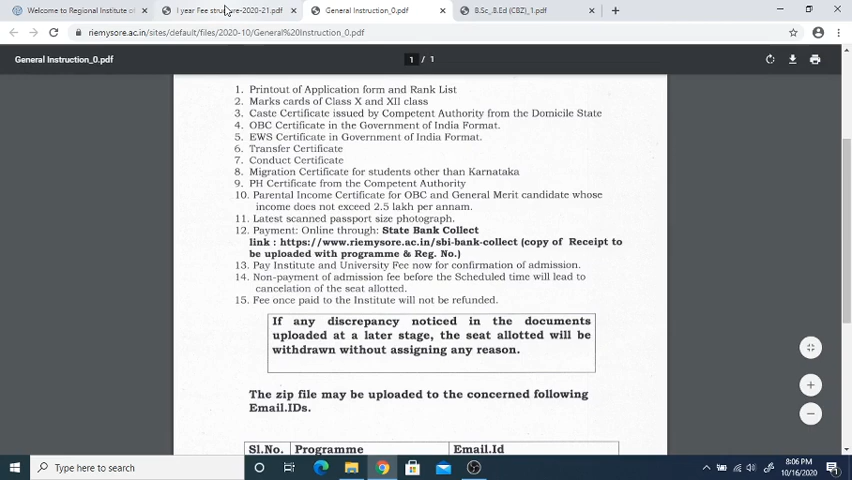 Welcome to Regional Institute of
I year Fee structure-2020-21.pdf
General Instruction_0.pdf
B.Sc_B.Ed (CBZ)_1.pdf
riemysore.ac.in/sites/default/files/2020-10/General%20Instruction_0.pdf
General Instruction_0.pdf
1 / 1
1. Printout of Application form and Rank List
2. Marks cards of Class X and XII class
3. Caste Certificate issued by Competent Authority from the Domicile State
4. OBC Certificate in the Government of India Format.
5. EWS Certificate in Government of India Format.
6. Transfer Certificate
7. Conduct Certificate
8. Migration Certificate for students other than Karnataka
9. PH Certificate from the Competent Authority
10. Parental Income Certificate for OBC and General Merit candidate whose
income does not exceed 2.5 lakh per annam.
11. Latest scanned passport size photograph.
12. Payment: Online through: State Bank Collect
link : https://www.riemysore.ac.in/sbi-bank-collect (copy of Receipt to
be uploaded with programme & Reg. No.)
13. Pay Institute and University Fee now for confirmation of admission.
14. Non-payment of admission fee before the Scheduled time will lead to
cancelation of the seat allotted.
15. Fee once paid to the Institute will not be refunded.
If any discrepancy noticed in the documents
uploaded at a later stage, the seat allotted will be
withdrawn without assigning any reason.
The zip file may be uploaded to the concerned following
Email.IDs.
Sl.No. Programme Email.Id
Type here to search
8:06 PM
10/16/2020